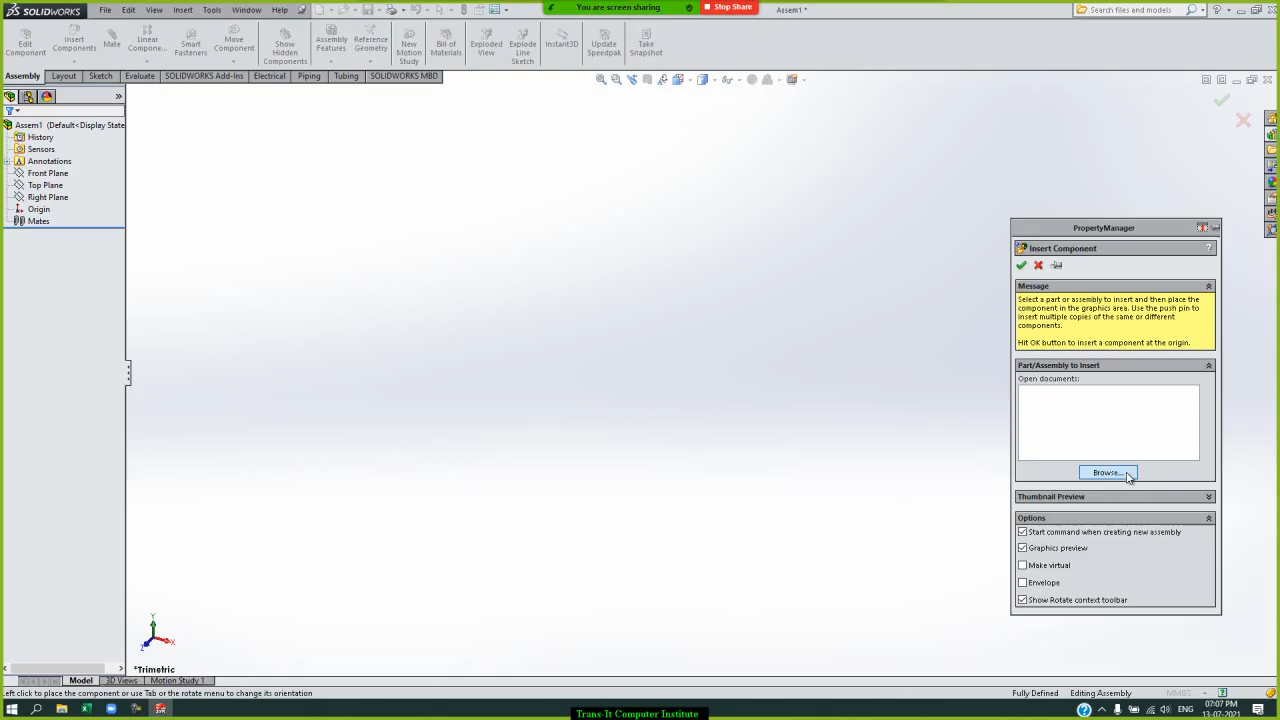 SOLIDWORKS
File
Edit
View
Insert
Tools
Window
Help
You are screen sharing
Stop Share
Assem1 *
Search files and models
Edit Component
Insert Components
Mate
Linear Compone...
Smart Fasteners
Move Component
Show Hidden Components
Assembly Features
Reference Geometry
New Motion Study
Bill of Materials
Exploded View
Explode Line Sketch
Instant3D
Update Speedpak
Take Snapshot
Assembly
Layout
Sketch
Evaluate
SOLIDWORKS Add-Ins
Electrical
Piping
Tubing
SOLIDWORKS MBD
Assem1 (Default<Display State
History
Sensors
Annotations
Front Plane
Top Plane
Right Plane
Origin
Mates
PropertyManager
Insert Component
?
Message
Select a part or assembly to insert and then place the
component in the graphics area. Use the push pin to
insert multiple copies of the same or different
components.
Hit OK button to insert a component at the origin.
Part/Assembly to Insert
Open documents:
Browse...
Thumbnail Preview
Options
Start command when creating new assembly
Graphics preview
Make virtual
Envelope
Show Rotate context toolbar
Y
X
Z
*Trimetric
Model
3D Views
Motion Study 1
Left click to place the component or use Tab or the rotate menu to change its orientation
Fully Defined
Editing Assembly
MMGS
Trans-It Computer Institute
ENG
07:07 PM
13-07-2021